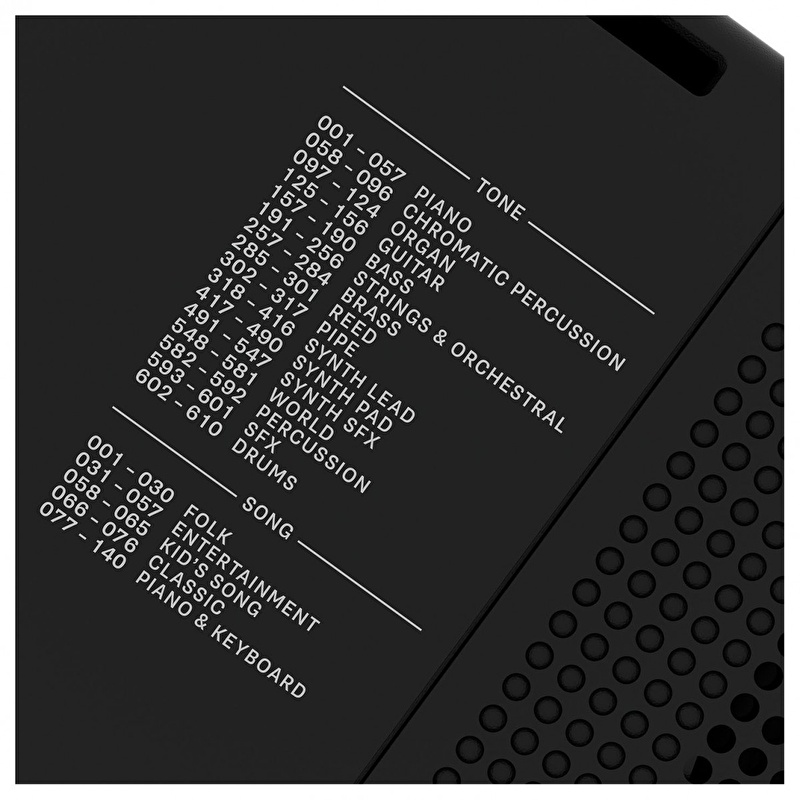 TONE
001 - 057 PIANO
058 - 096 CHROMATIC PERCUSSION
097 - 124 ORGAN
125 - 156 GUITAR
157 - 190 BASS
191 - 256 STRINGS & ORCHESTRAL
257 - 284 BRASS
285 - 301 REED
302 - 317 PIPE
318 - 416 SYNTH LEAD
417 - 490 SYNTH PAD
491 - 547 SYNTH SFX
548 - 581 WORLD
582 - 592 PERCUSSION
593 - 601 SFX
602 - 610 DRUMS
SONG
001 - 030 FOLK
031 - 057 ENTERTAINMENT
058 - 065 KID'S SONG
066 - 076 CLASSIC
077 - 140 PIANO & KEYBOARD